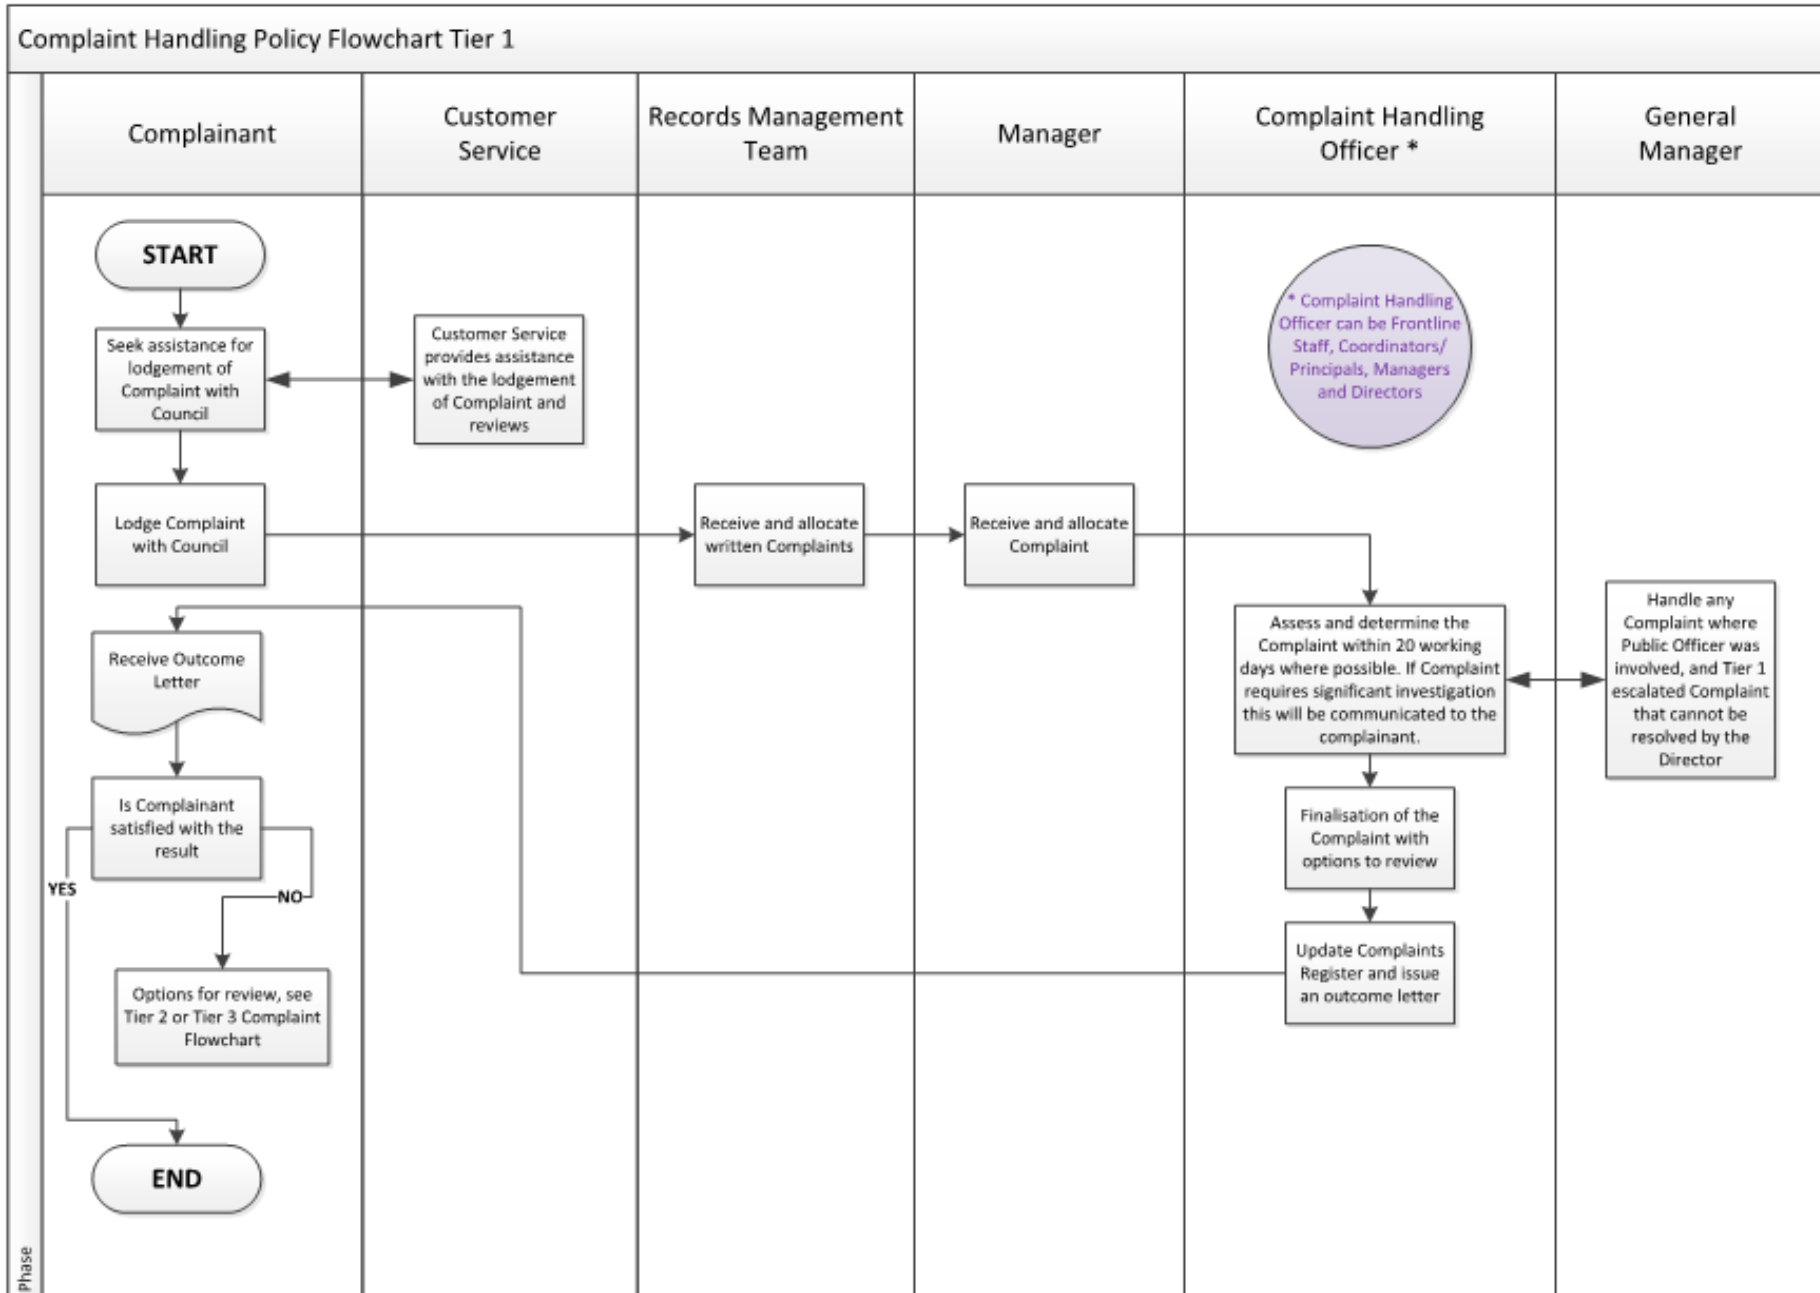 Complaint Handling Policy Flowchart Tier 1
Complainant
Customer
Service
Records Management
Team
Manager
Complaint Handling
Officer *
General
Manager
START
Seek assistance for
lodgement of
Complaint with
Council
Customer Service
provides assistance
with the lodgement
of Complaint and
reviews
* Complaint Handling
Officer can be Frontline
Staff, Coordinators/
Principals, Managers
and Directors
Lodge Complaint
with Council
Receive and allocate
written Complaints
Receive and allocate
Complaint
Assess and determine the
Complaint within 20 working
days where possible. If Complaint
requires significant investigation
this will be communicated to the
complainant.
Handle any
Complaint where
Public Officer was
involved, and Tier 1
escalated Complaint
that cannot be
resolved by the
Director
Finalisation of the
Complaint with
options to review
Update Complaints
Register and issue
an outcome letter
Receive Outcome
Letter
Is Complainant
satisfied with the
result
YES
NO
Options for review, see
Tier 2 or Tier 3 Complaint
Flowchart
END
Phase